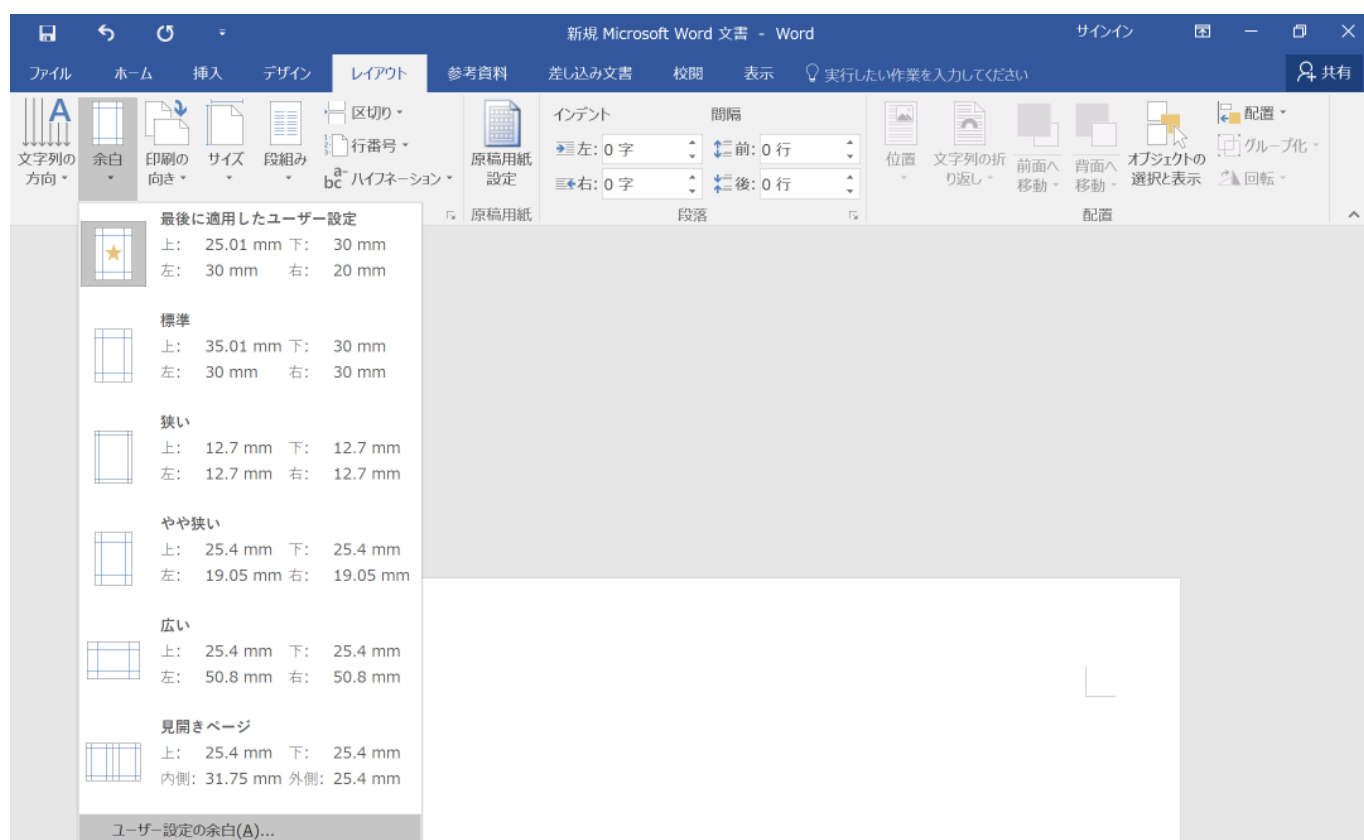 新規 Microsoft Word 文書 - Word
サインイン
ファイル
ホーム
挿入
デザイン
レイアウト
参考資料
差し込み文書
校閲
表示
実行したい作業を入力してください
共有
文字列の
方向
余白
印刷の
向き
サイズ
段組み
区切り
行番号
ハイフネーション
原稿用紙
設定
原稿用紙
インデント
左: 0 字
右: 0 字
間隔
前: 0 行
後: 0 行
段落
位置
文字列の折
り返し
前面へ
移動
背面へ
移動
オブジェクトの
選択と表示
配置
グループ化
回転
配置
最後に適用したユーザー設定
上: 25.01 mm 下: 30 mm
左: 30 mm 右: 20 mm
標準
上: 35.01 mm 下: 30 mm
左: 30 mm 右: 30 mm
狭い
上: 12.7 mm 下: 12.7 mm
左: 12.7 mm 右: 12.7 mm
やや狭い
上: 25.4 mm 下: 25.4 mm
左: 19.05 mm 右: 19.05 mm
広い
上: 25.4 mm 下: 25.4 mm
左: 50.8 mm 右: 50.8 mm
見開きページ
上: 25.4 mm 下: 25.4 mm
内側: 31.75 mm 外側: 25.4 mm
ユーザー設定の余白(A)...